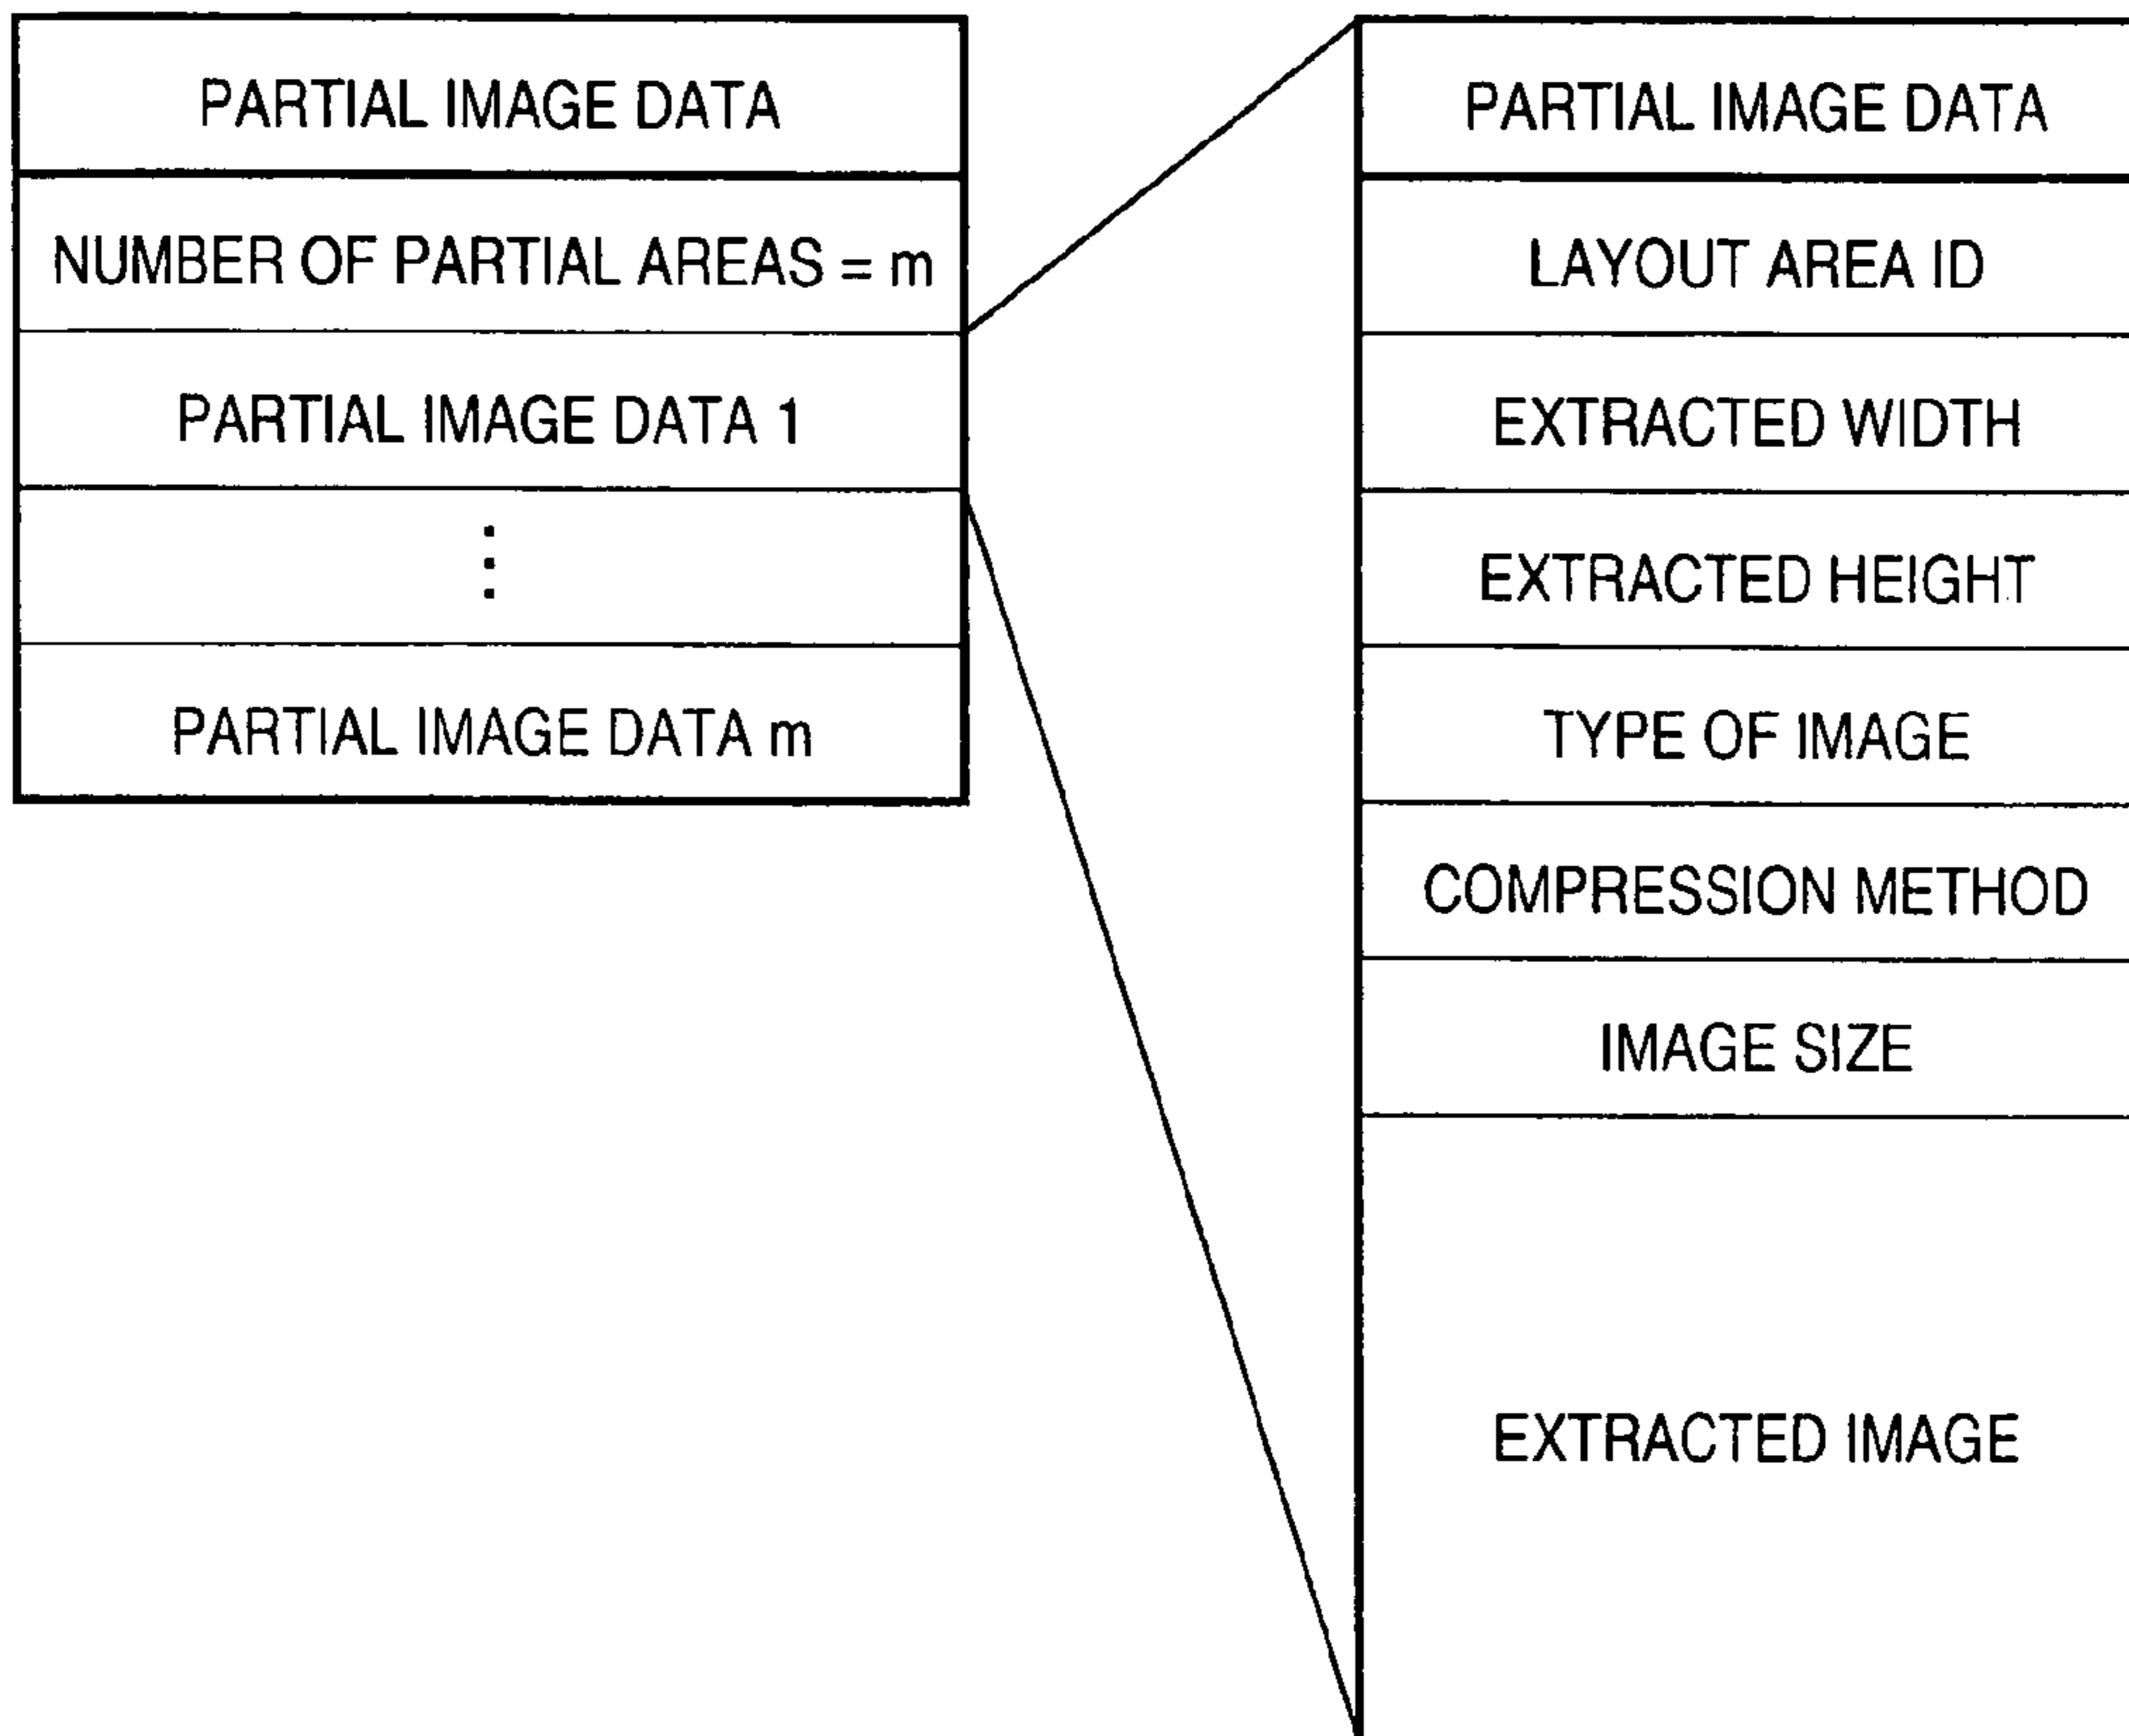 PARTIAL IMAGE DATA
NUMBER OF PARTIAL AREAS = m
PARTIAL IMAGE DATA 1
⋮
PARTIAL IMAGE DATA m
PARTIAL IMAGE DATA
LAYOUT AREA ID
EXTRACTED WIDTH
EXTRACTED HEIGHT
TYPE OF IMAGE
COMPRESSION METHOD
IMAGE SIZE
EXTRACTED IMAGE